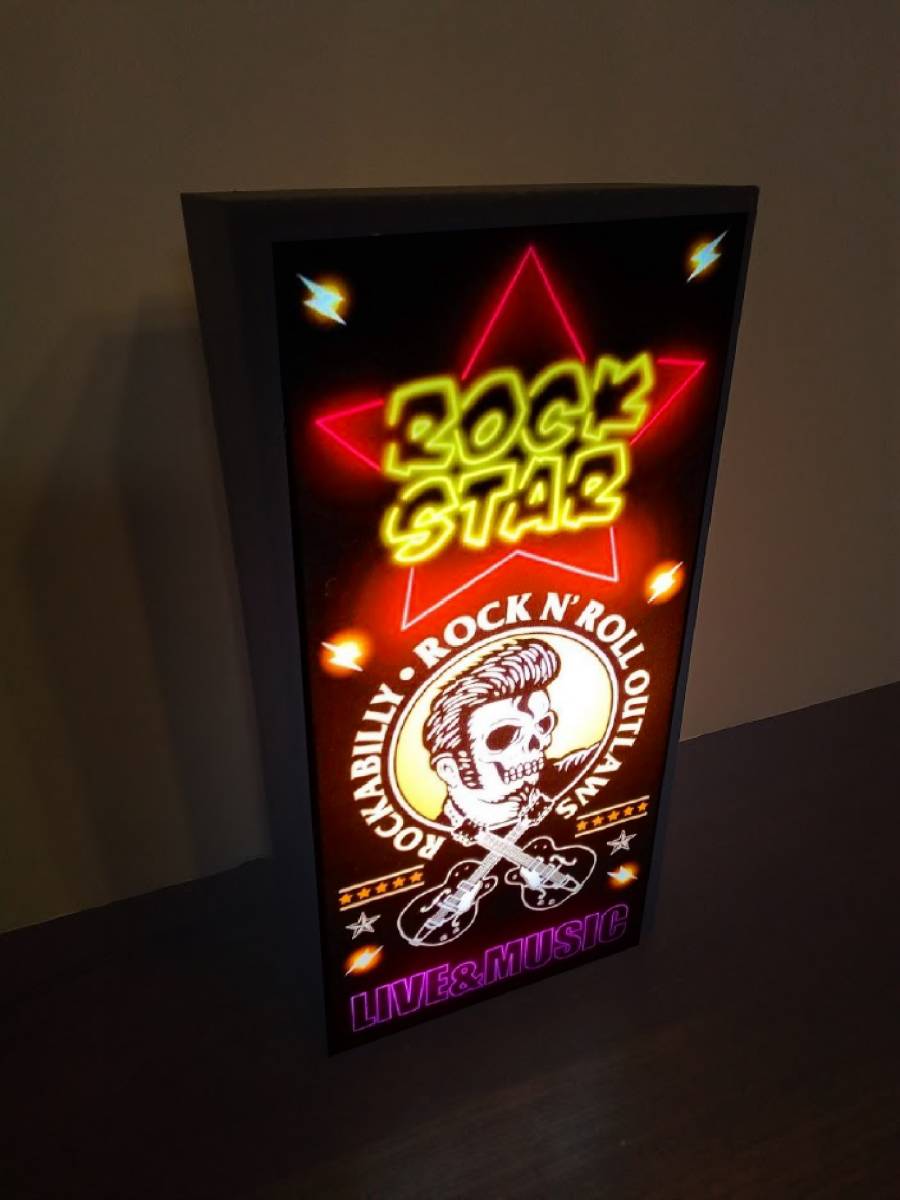 ROCK
STAR
ROCKABILLY • ROCK N' ROLL OUTLAWS
LIVE&MUSIC